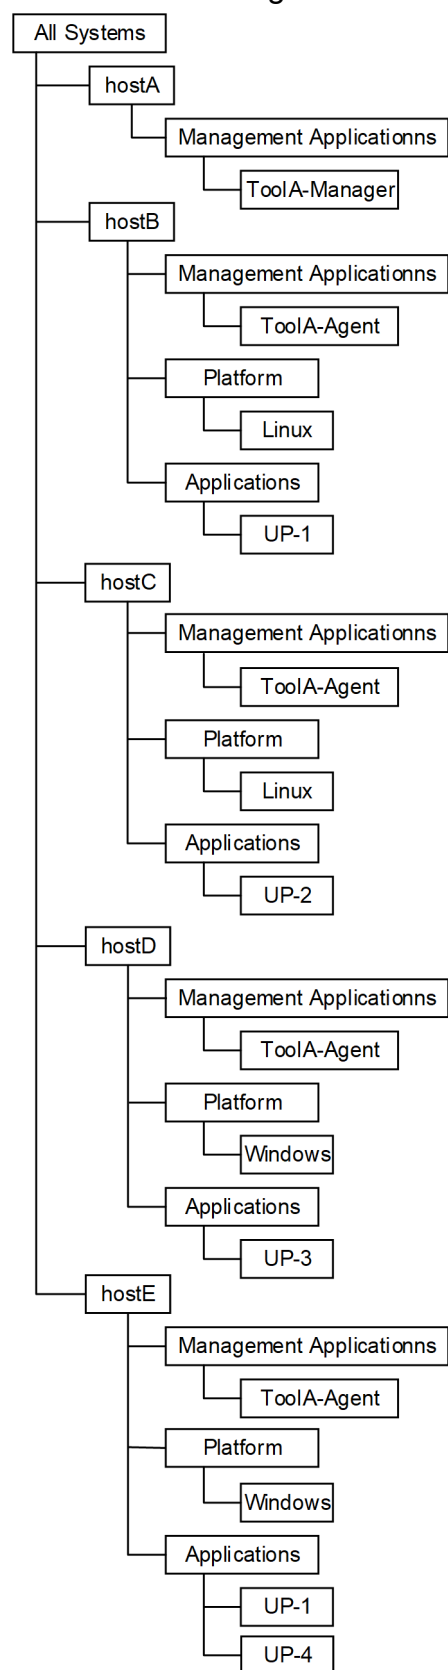 All Systems
hostA
Management Applicationns
ToolA-Manager
hostB
Management Applicationns
ToolA-Agent
Platform
Linux
Applications
UP-1
hostC
Management Applicationns
ToolA-Agent
Platform
Linux
Applications
UP-2
hostD
Management Applicationns
ToolA-Agent
Platform
Windows
Applications
UP-3
hostE
Management Applicationns
ToolA-Agent
Platform
Windows
Applications
UP-1
UP-4